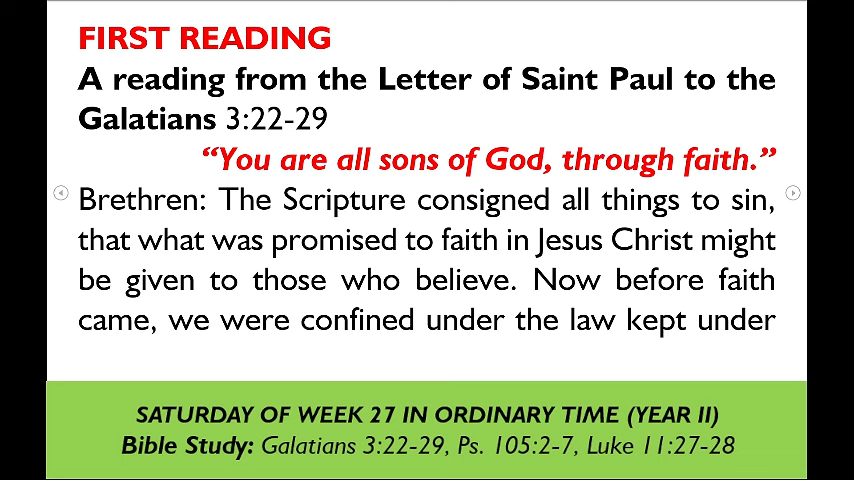 FIRST READING
A reading from the Letter of Saint Paul to the
Galatians 3:22-29
“You are all sons of God, through faith.”
Brethren: The Scripture consigned all things to sin,
that what was promised to faith in Jesus Christ might
be given to those who believe. Now before faith
came, we were confined under the law kept under
SATURDAY OF WEEK 27 IN ORDINARY TIME (YEAR II)
Bible Study: Galatians 3:22-29, Ps. 105:2-7, Luke 11:27-28